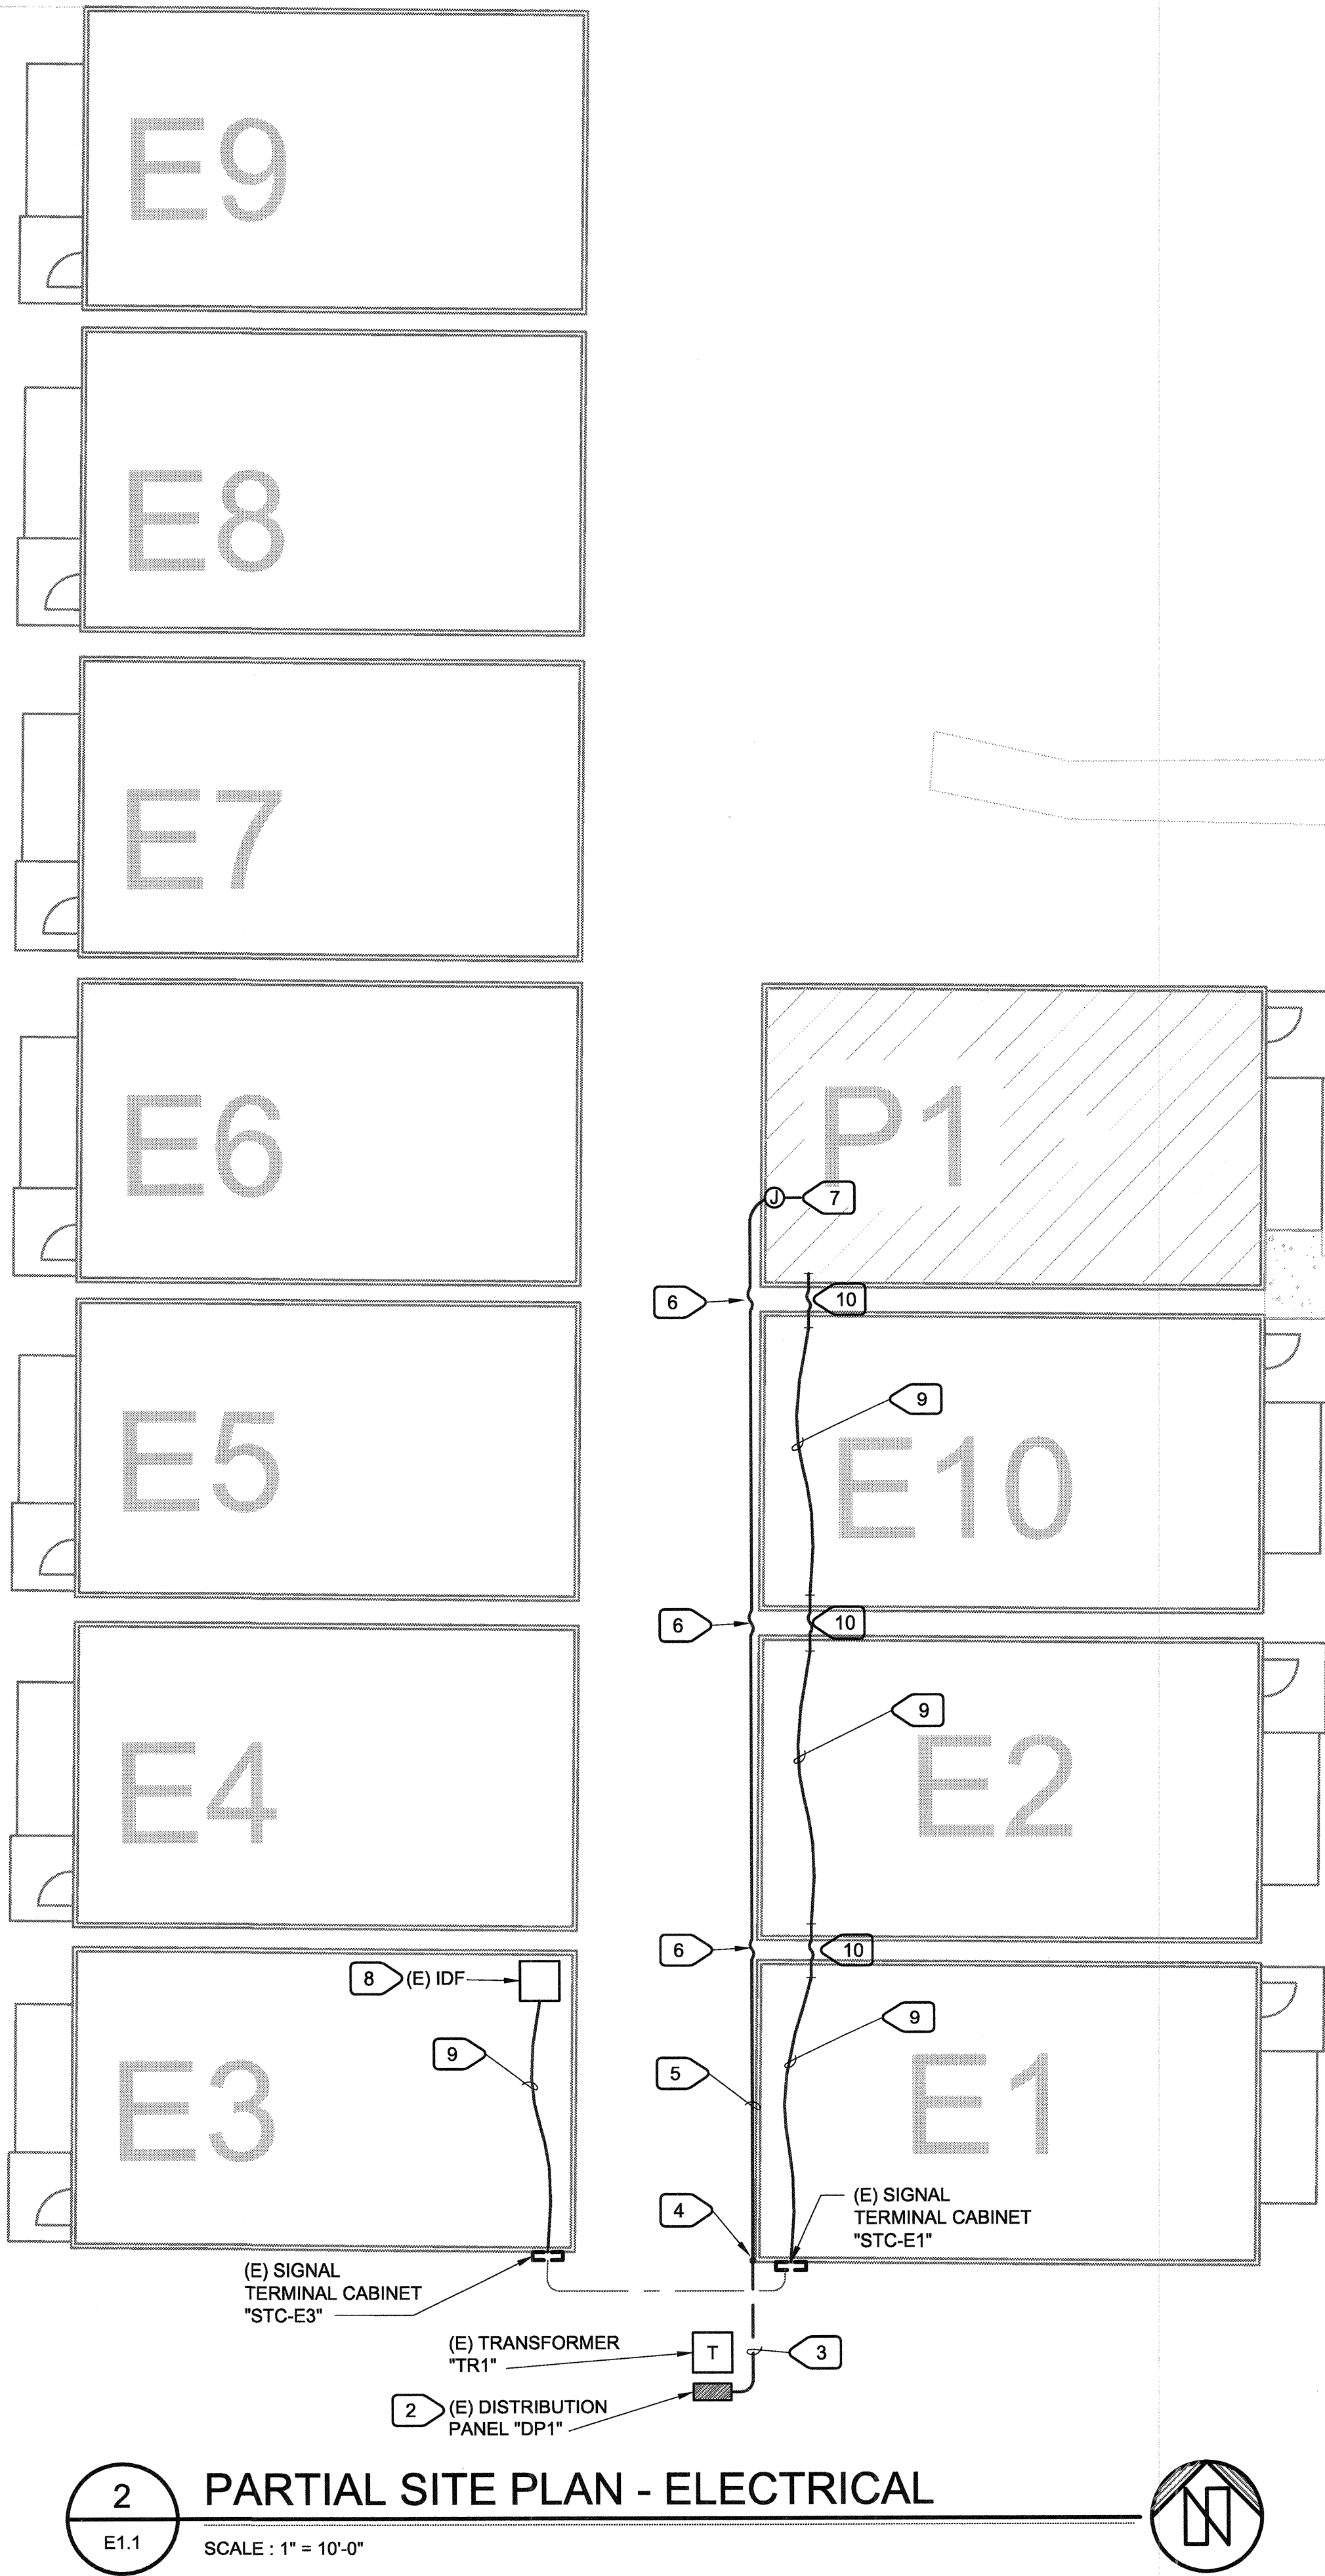 E9
E8
E7
E6
P1
J
7
6
10
E5
9
E10
6
10
E4
9
E2
6
10
8
(E) IDF
9
9
E3
5
E1
4
(E) SIGNAL
TERMINAL CABINET
"STC-E1"
(E) SIGNAL
TERMINAL CABINET
"STC-E3"
(E) TRANSFORMER
"TR1"
T
3
2
(E) DISTRIBUTION
PANEL "DP1"
2
E1.1
PARTIAL SITE PLAN - ELECTRICAL
SCALE : 1" = 10'-0"
N